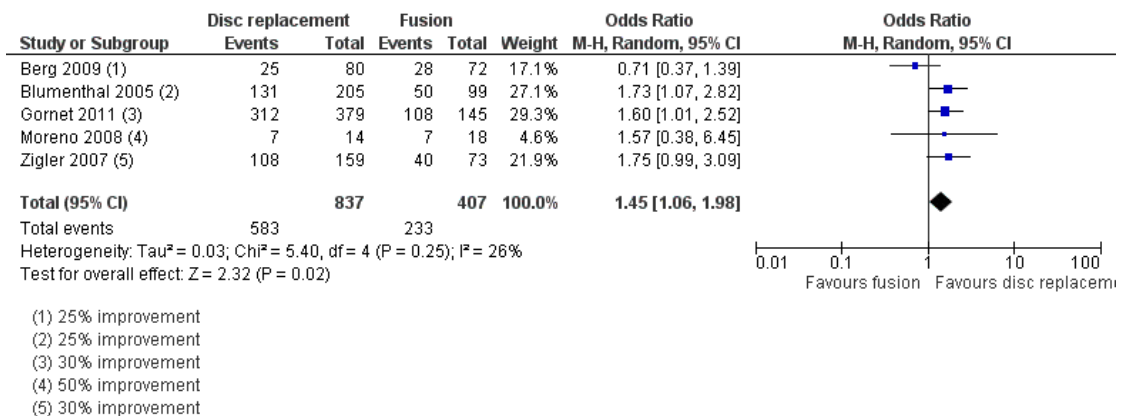 Disc replacement Fusion Odds Ratio Odds Ratio
Study or Subgroup Events Total Events Total Weight M-H, Random, 95% CI M-H, Random, 95% CI
Berg 2009 (1) 25 80 28 72 17.1% 0.71 [0.37, 1.39]
Blumenthal 2005 (2) 131 205 50 99 27.1% 1.73 [1.07, 2.82]
Gornet 2011 (3) 312 379 108 145 29.3% 1.60 [1.01, 2.52]
Moreno 2008 (4) 7 14 7 18 4.6% 1.57 [0.38, 6.45]
Zigler 2007 (5) 108 159 40 73 21.9% 1.75 [0.99, 3.09]
Total (95% CI) 837 407 100.0% 1.45 [1.06, 1.98]
Total events 583 233
Heterogeneity: Tau² = 0.03; Chi² = 5.40, df = 4 (P = 0.25); I² = 26%
Test for overall effect: Z = 2.32 (P = 0.02)
0.01 0.1 1 10 100
Favours fusion Favours disc replacem
(1) 25% improvement
(2) 25% improvement
(3) 30% improvement
(4) 50% improvement
(5) 30% improvement